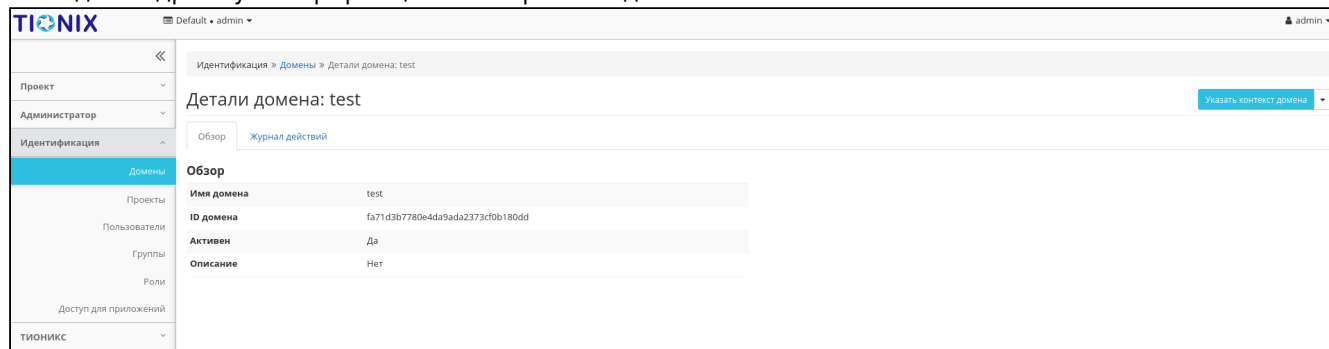 TIONIX
Default • admin
admin
Идентификация » Домены » Детали домена: test
Проект
Администратор
Идентификация
Домены
Проекты
Пользователи
Группы
Роли
Доступ для приложений
ТИОНИКС
Детали домена: test
Указать контекст домена
Обзор Журнал действий
Обзор
Имя домена test
ID домена fa71d3b7780e4da9ada2373cf0b180dd
Активен Да
Описание Нет